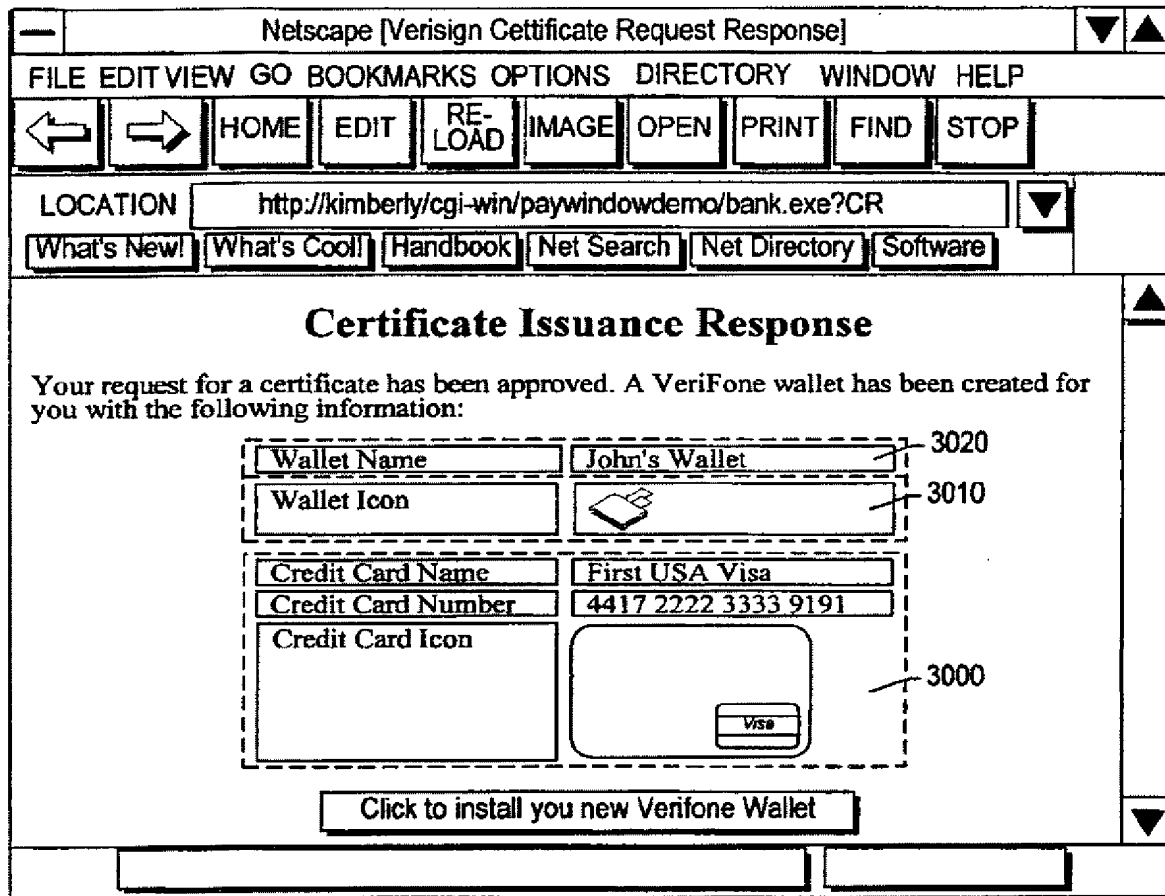 Netscape [Verisign Cettificate Request Response]
FILE EDIT VIEW GO BOOKMARKS OPTIONS DIRECTORY WINDOW HELP
HOME EDIT RE-LOAD IMAGE OPEN PRINT FIND STOP
LOCATION http://kimberly/cgi-win/paywindowdemo/bank.exe?CR
What's New! What's Cool! Handbook Net Search Net Directory Software
Certificate Issuance Response
Your request for a certificate has been approved. A VeriFone wallet has been created for
you with the following information:
Wallet Name John's Wallet 3020
Wallet Icon 3010
Credit Card Name First USA Visa
Credit Card Number 4417 2222 3333 9191
Credit Card Icon
3000
Visa
Click to install you new Verifone Wallet